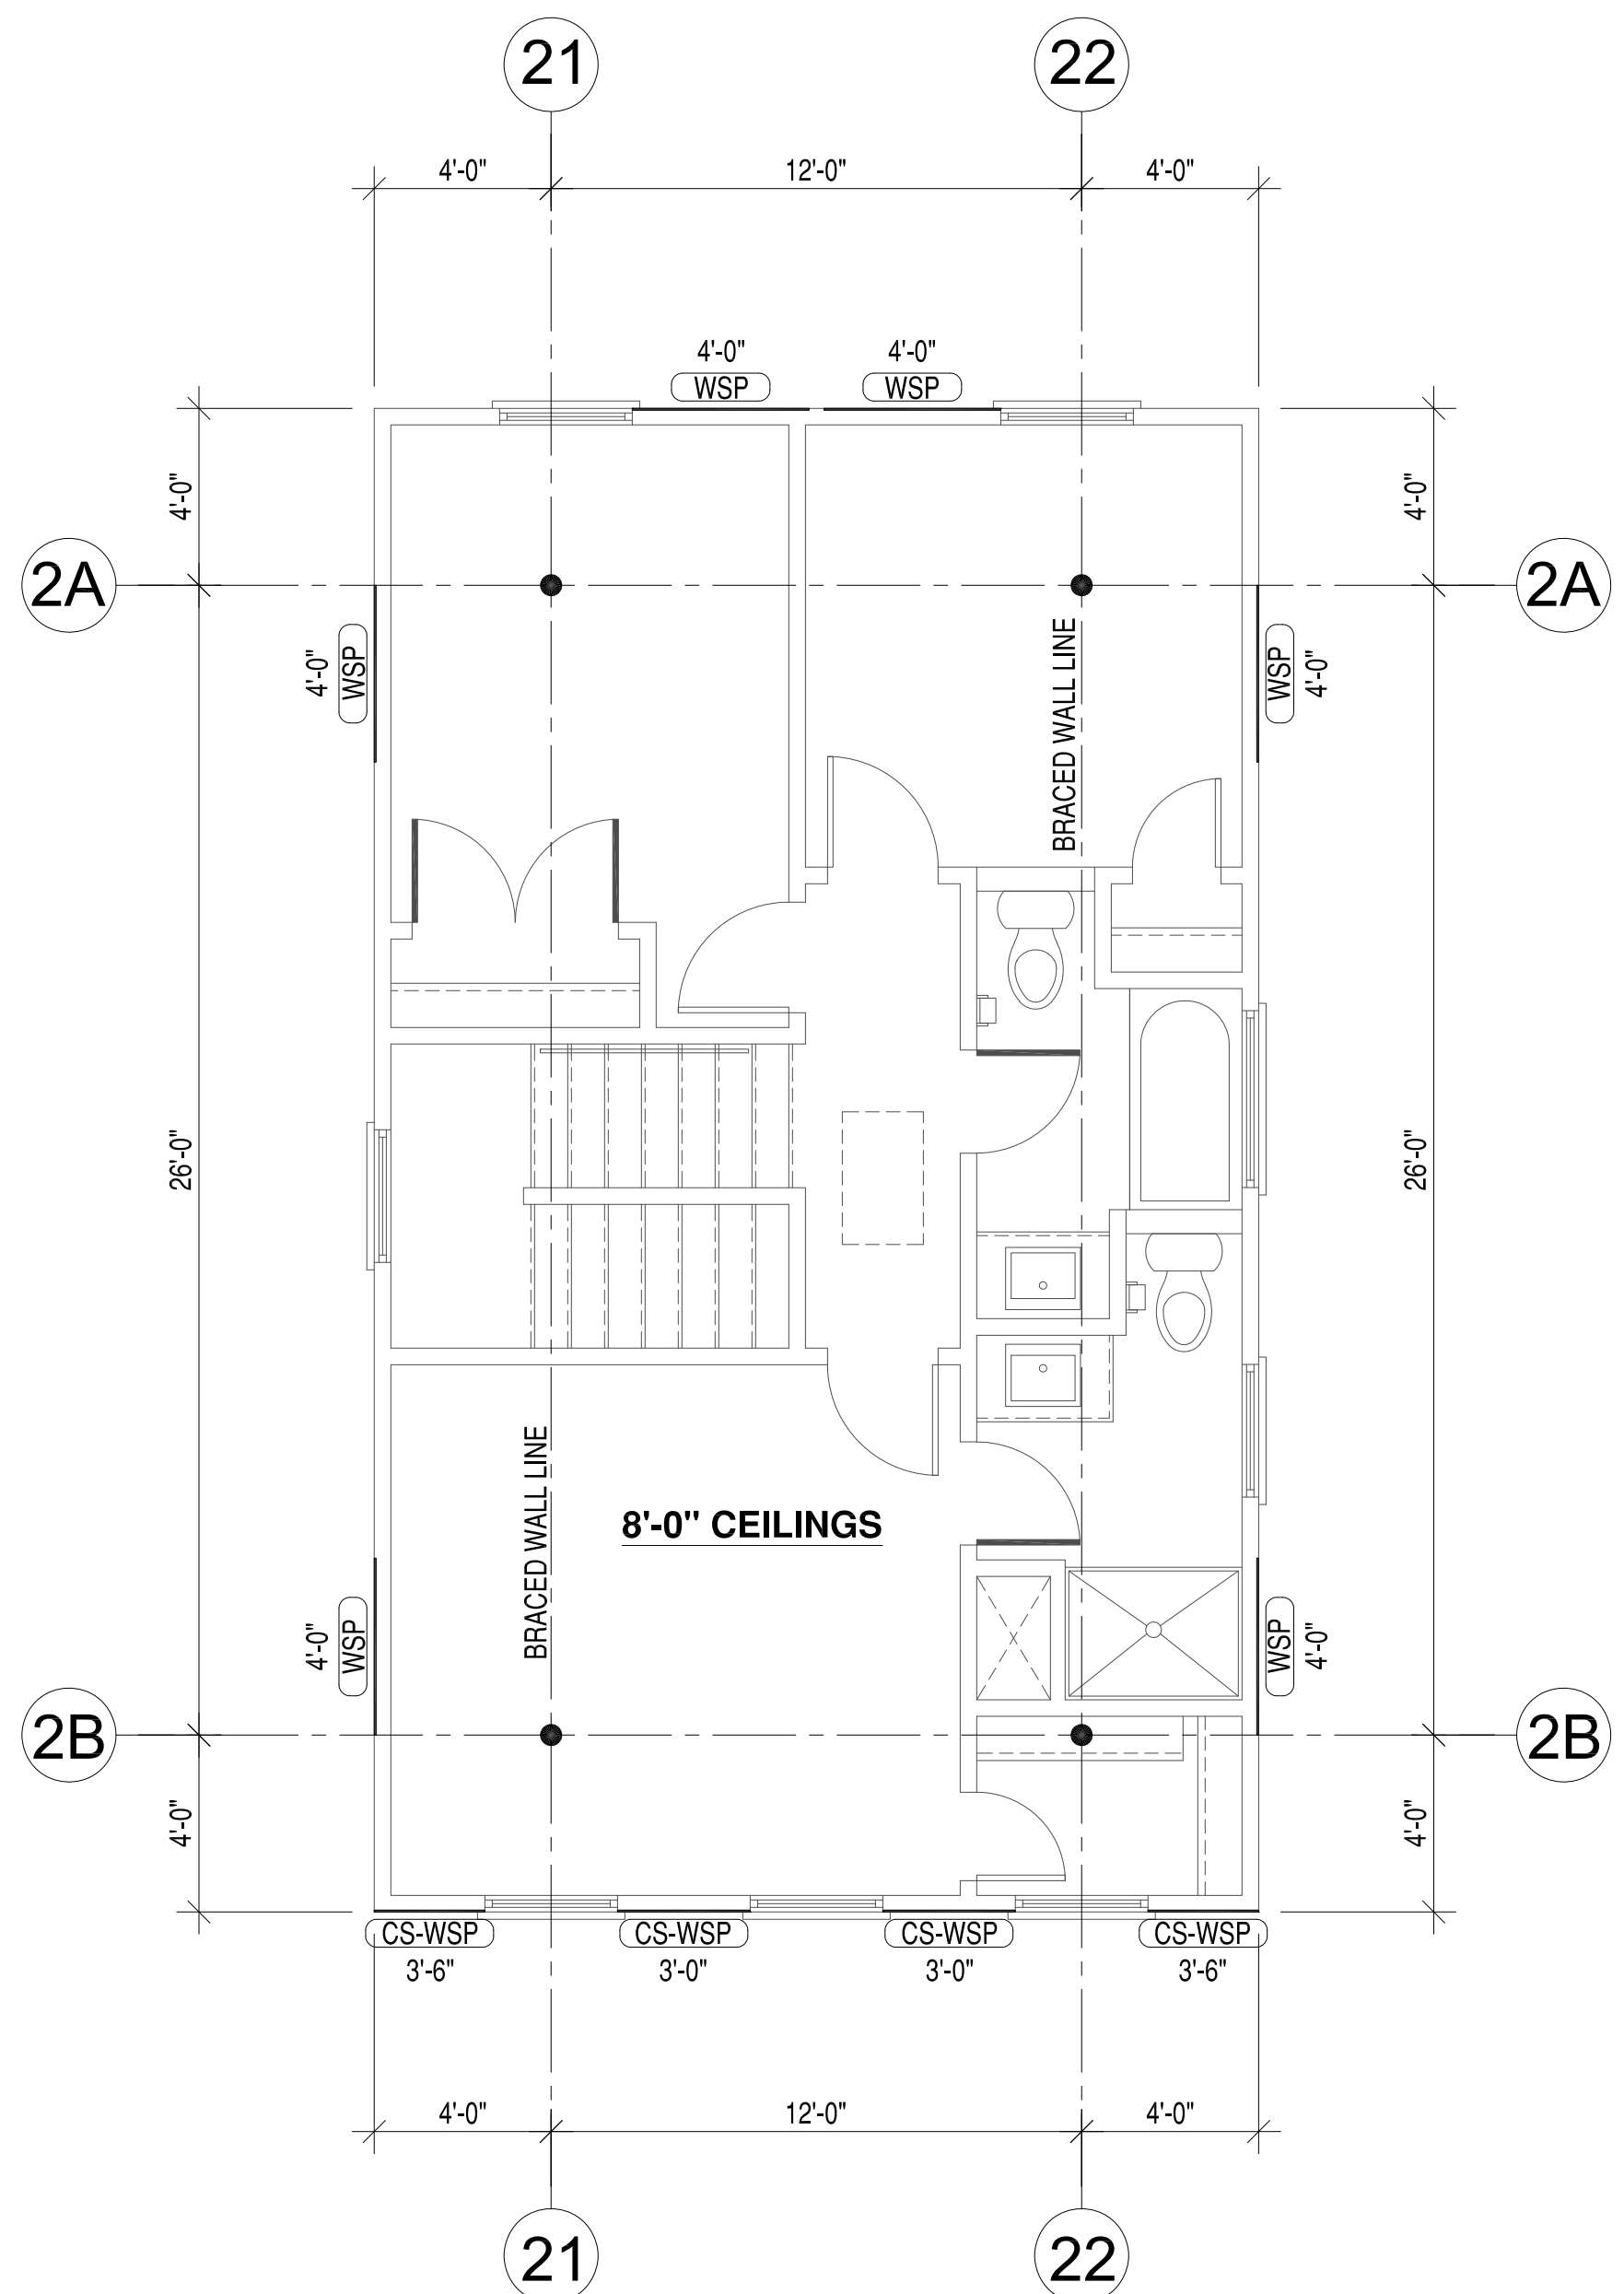 21 22
4'-0" 12'-0" 4'-0"
4'-0" 4'-0"
WSP WSP
4'-0" 4'-0"
2A 2A
4'-0" WSP WSP 4'-0"
BRACED WALL LINE
26'-0" 26'-0"
BRACED WALL LINE
8'-0" CEILINGS
4'-0" WSP WSP 4'-0"
2B 2B
4'-0" 4'-0"
CS-WSP CS-WSP CS-WSP CS-WSP
3'-6" 3'-0" 3'-0" 3'-6"
4'-0" 12'-0" 4'-0"
21 22